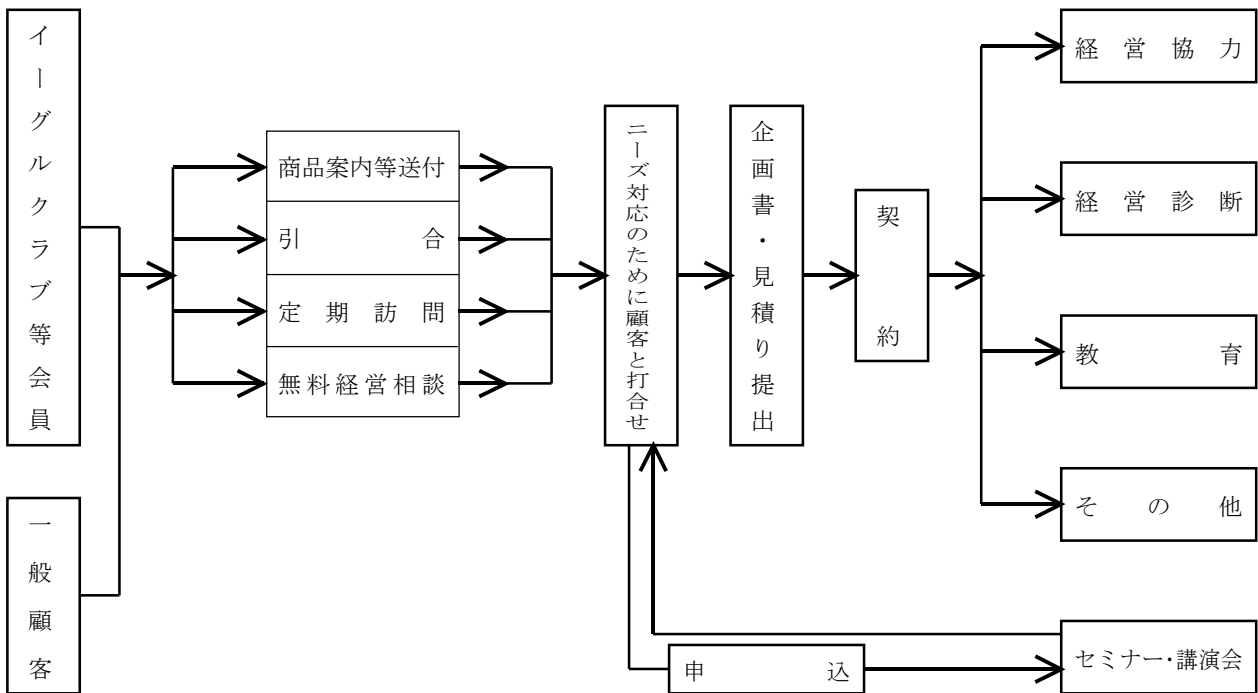 イーグルクラブ等会員
一般顧客
商品案内等送付
引合
定期訪問
無料経営相談
ニーズ対応のために顧客と打合せ
企画書・見積り提出
契約
経営協力
経営診断
教育
その他
申込
セミナー・講演会